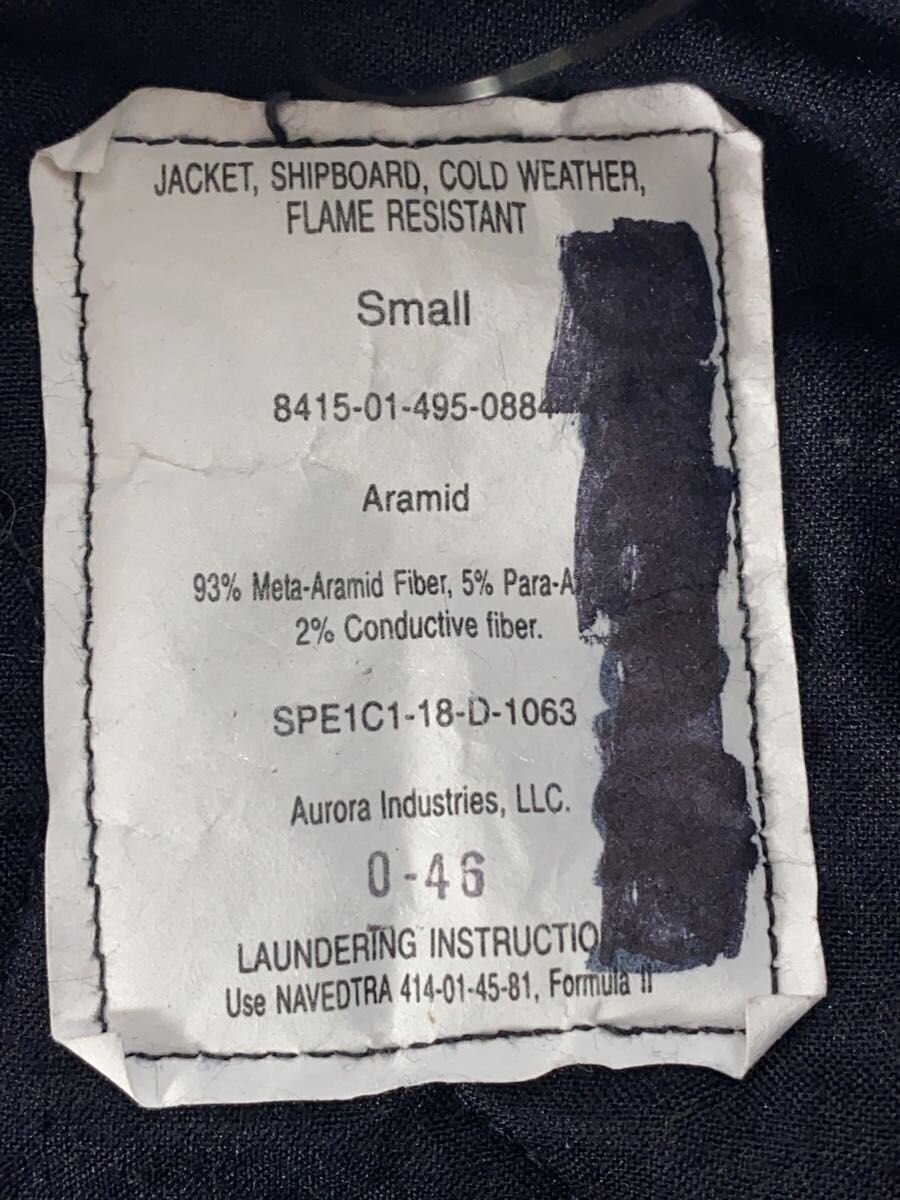 JACKET, SHIPBOARD, COLD WEATHER,
FLAME RESISTANT
Small
8415-01-495-0884
Aramid
93% Meta-Aramid Fiber, 5% Para-A
2% Conductive fiber.
SPE1C1-18-D-1063
Aurora Industries, LLC.
0-46
LAUNDERING INSTRUCTIO
Use NAVEDTRA 414-01-45-81, Formula II